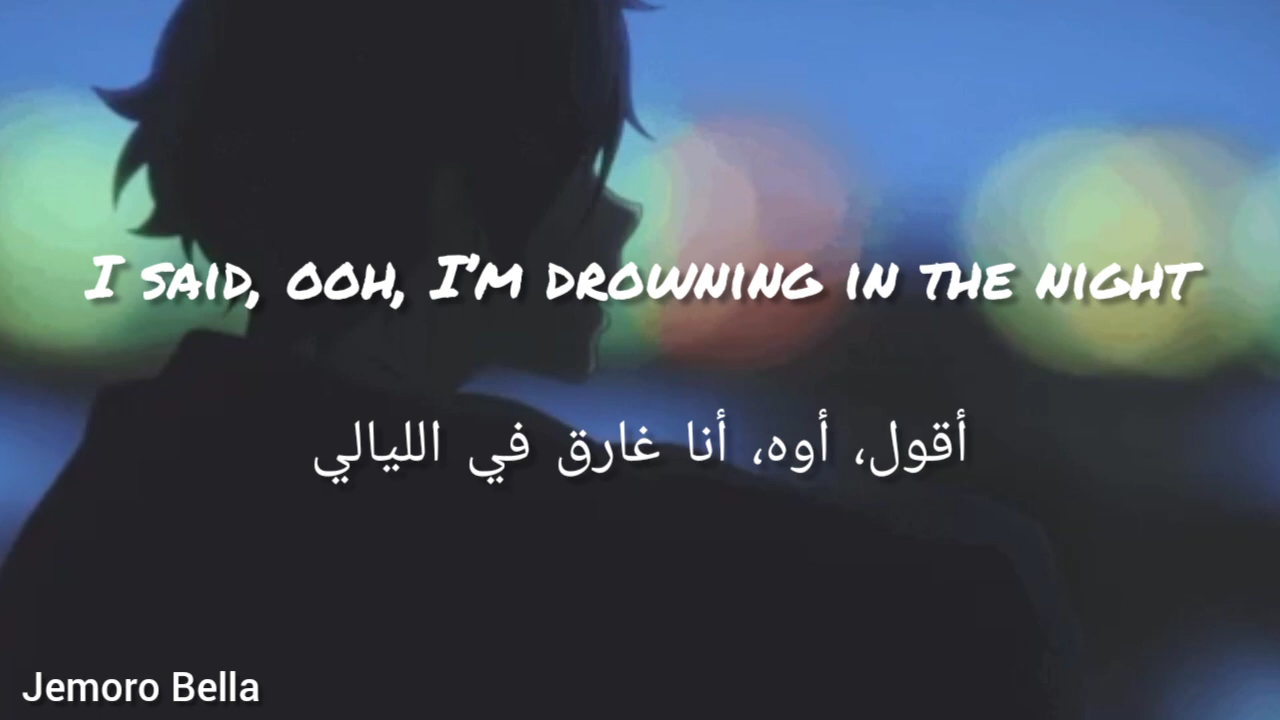 I SAID, OOH, I'M DROWNING IN THE NIGHT
أقول، أوه، أنا غارق في الليالي
Jemoro Bella